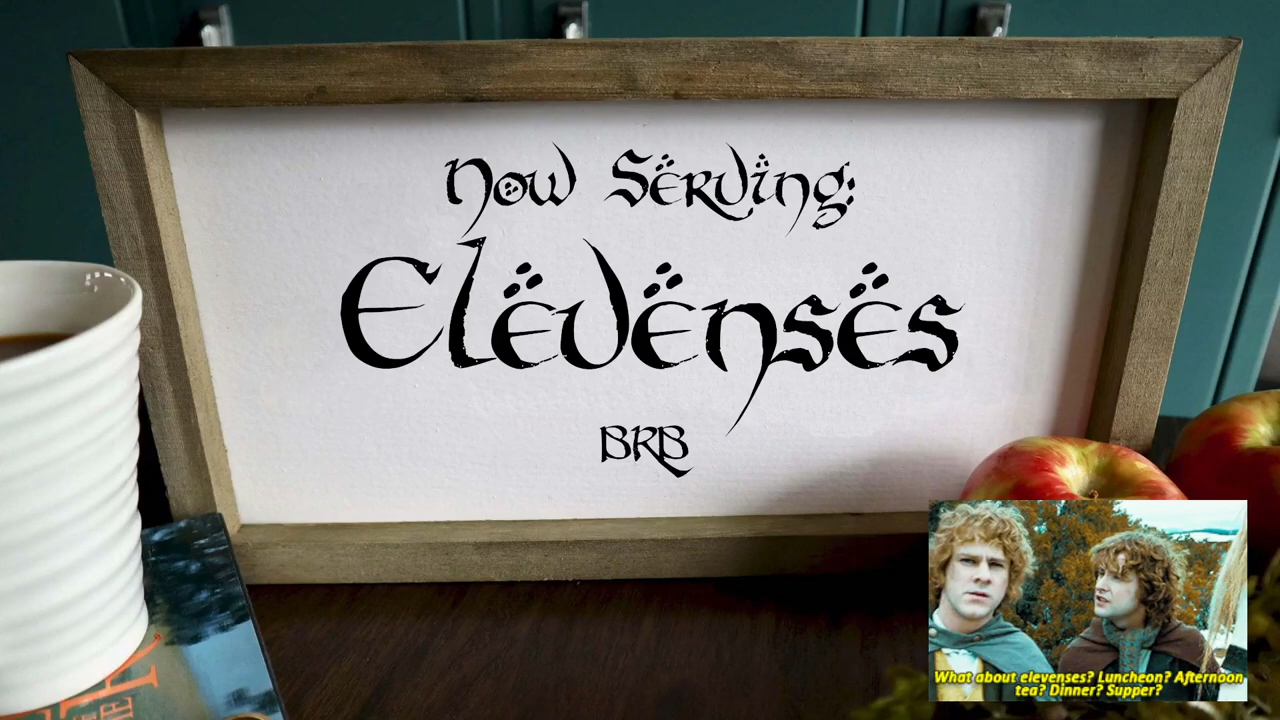 Now Serving:
Elevenses
BRB
What about elevenses? Luncheon? Afternoon
tea? Dinner? Supper?